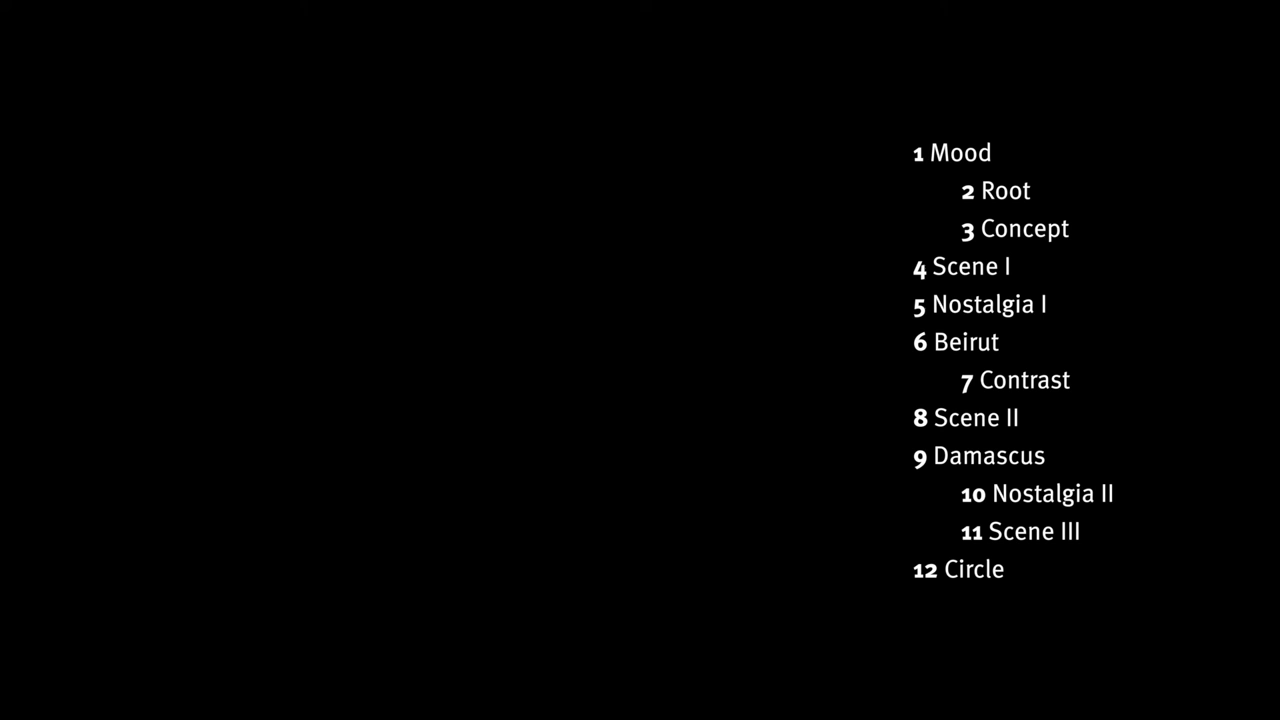 1 Mood
2 Root
3 Concept
4 Scene I
5 Nostalgia I
6 Beirut
7 Contrast
8 Scene II
9 Damascus
10 Nostalgia II
11 Scene III
12 Circle